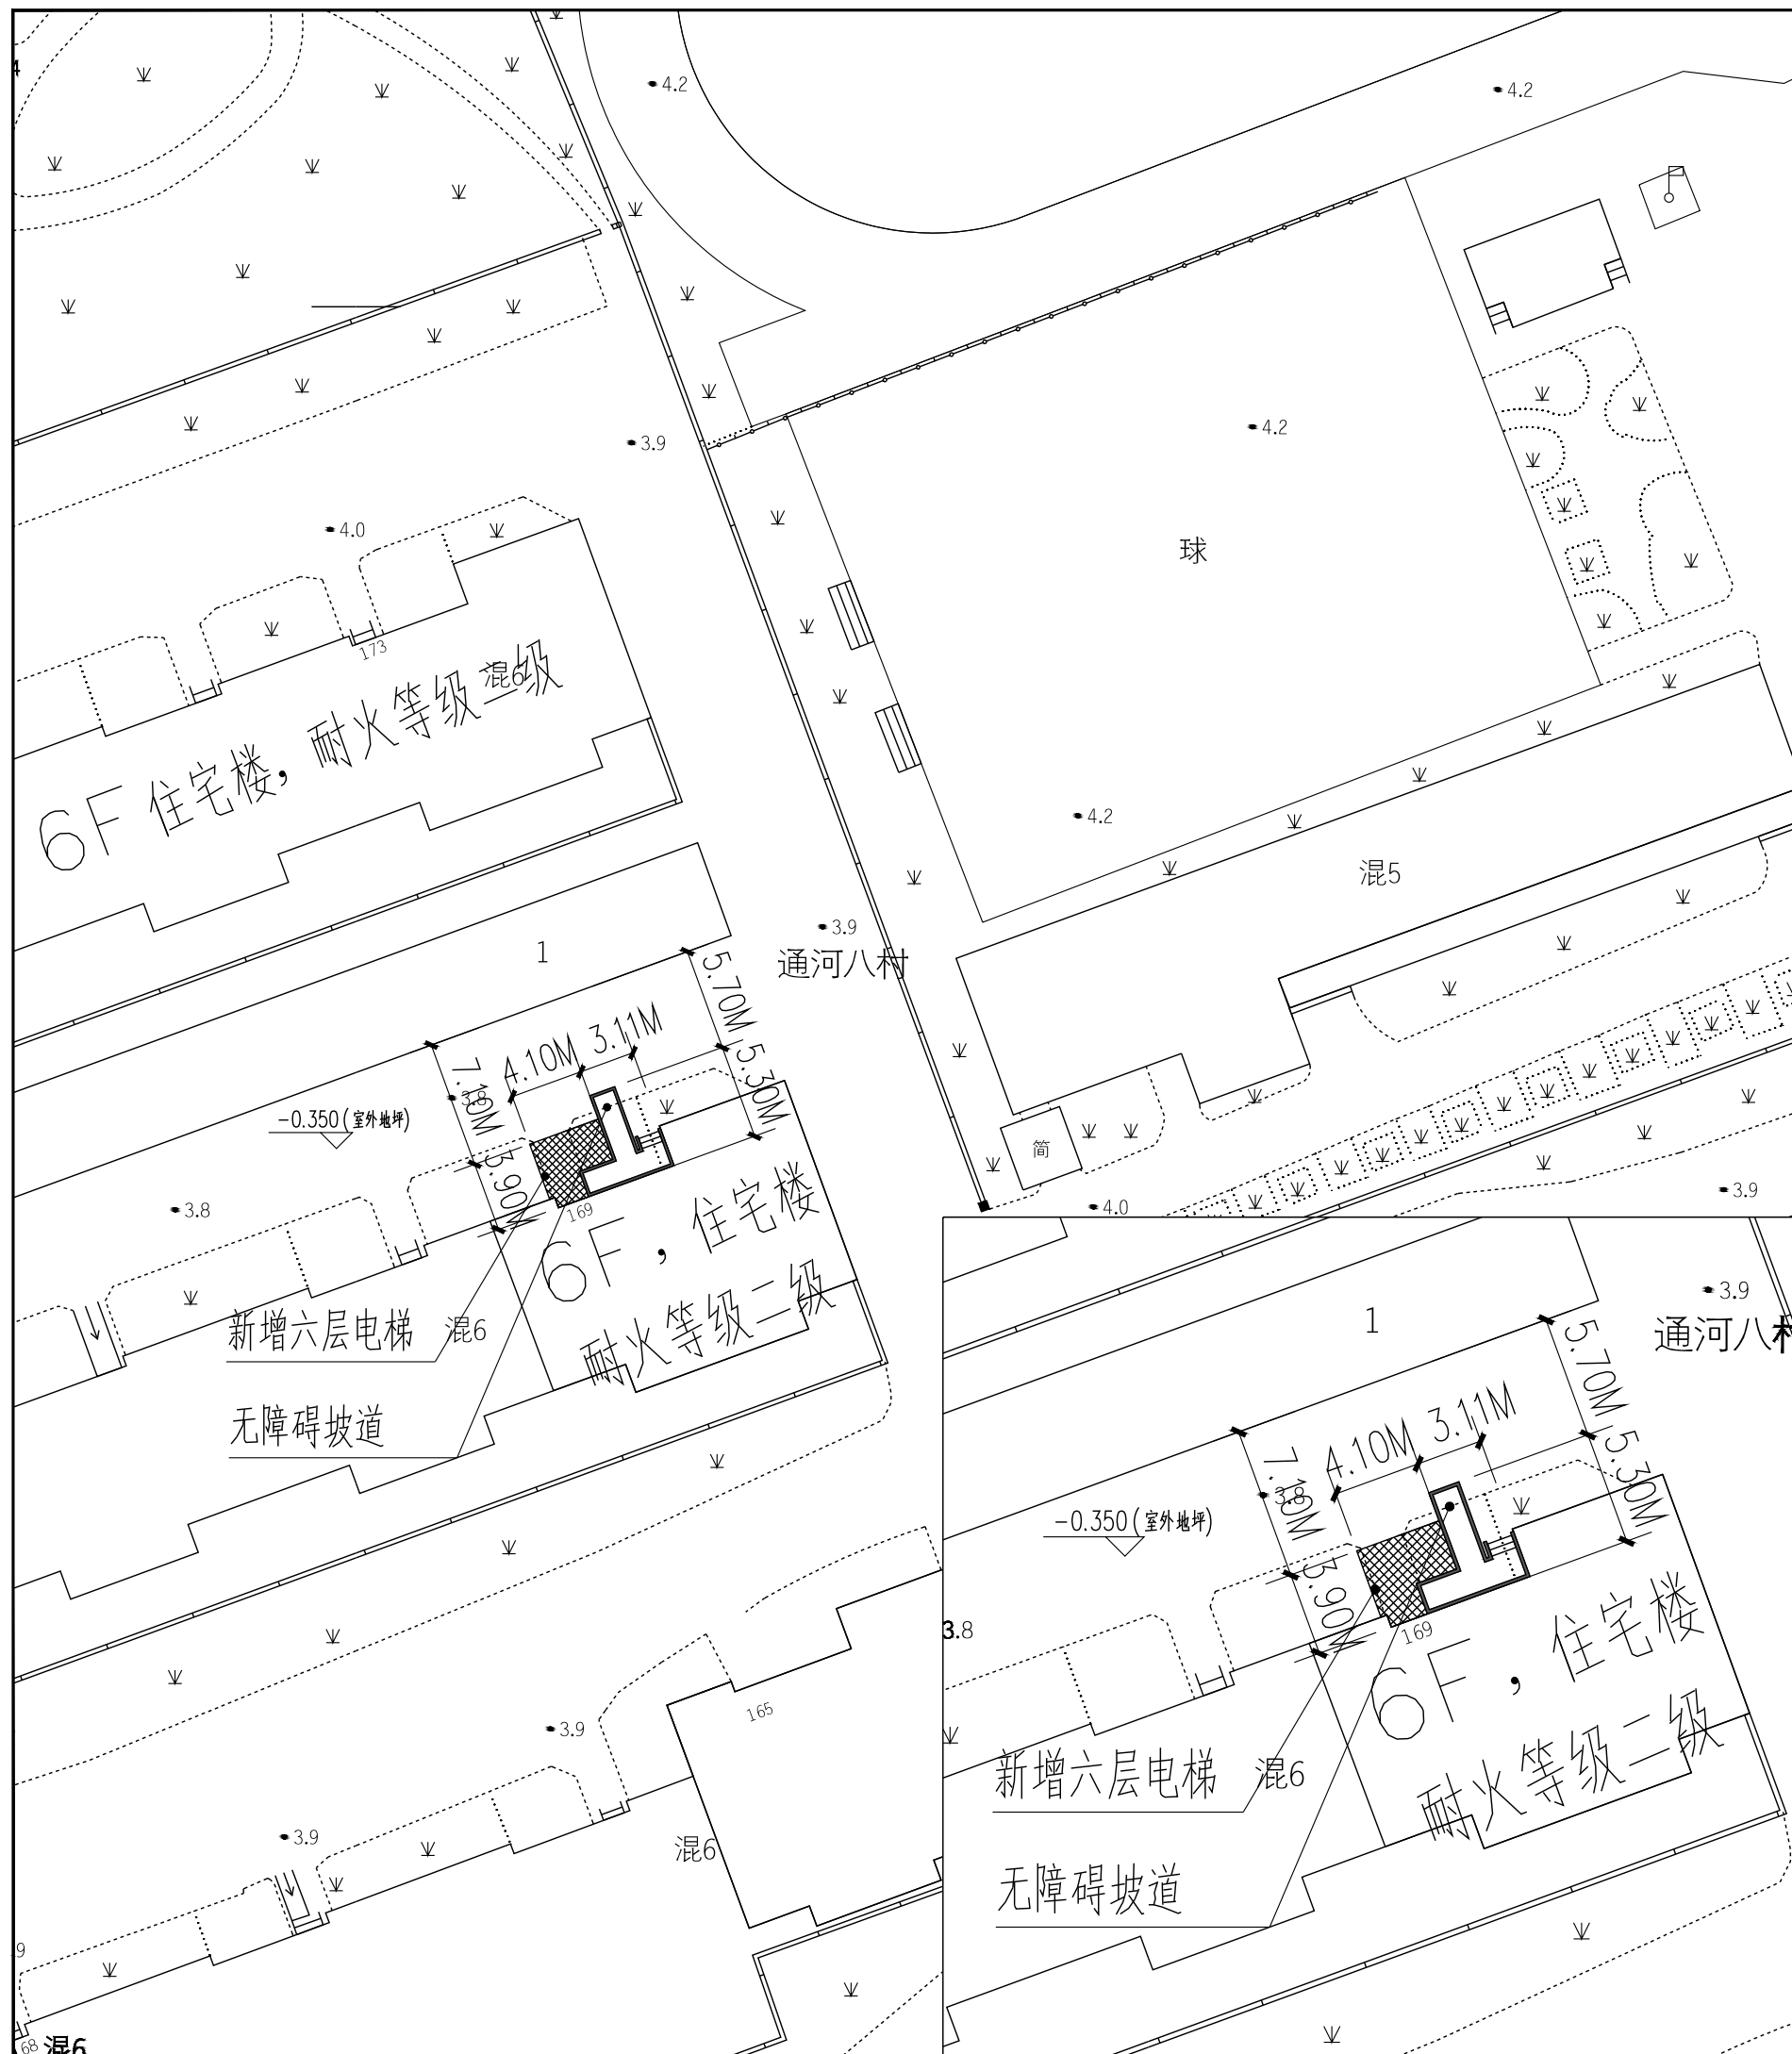 4
4.2
4.2
3.9
4.2
4.0
球
173
混6
6F 住宅楼，耐火等级二级
4.2
混5
3.9
通河八村
1
5.70M
4.10M 3.11M
7.10M
5.30M
3.8
-0.350(室外地坪)
简
3.90M
3.8
169
4.0
3.9
6F，住宅楼
耐火等级二级
新增六层电梯
混6
无障碍坡道
3.9
通河八村
1
5.70M
4.10M 3.11M
7.10M
5.30M
3.8
-0.350(室外地坪)
3.90M
3.8
169
6F，住宅楼
耐火等级二级
新增六层电梯
混6
无障碍坡道
165
3.9
3.9
混6
9
68
混6